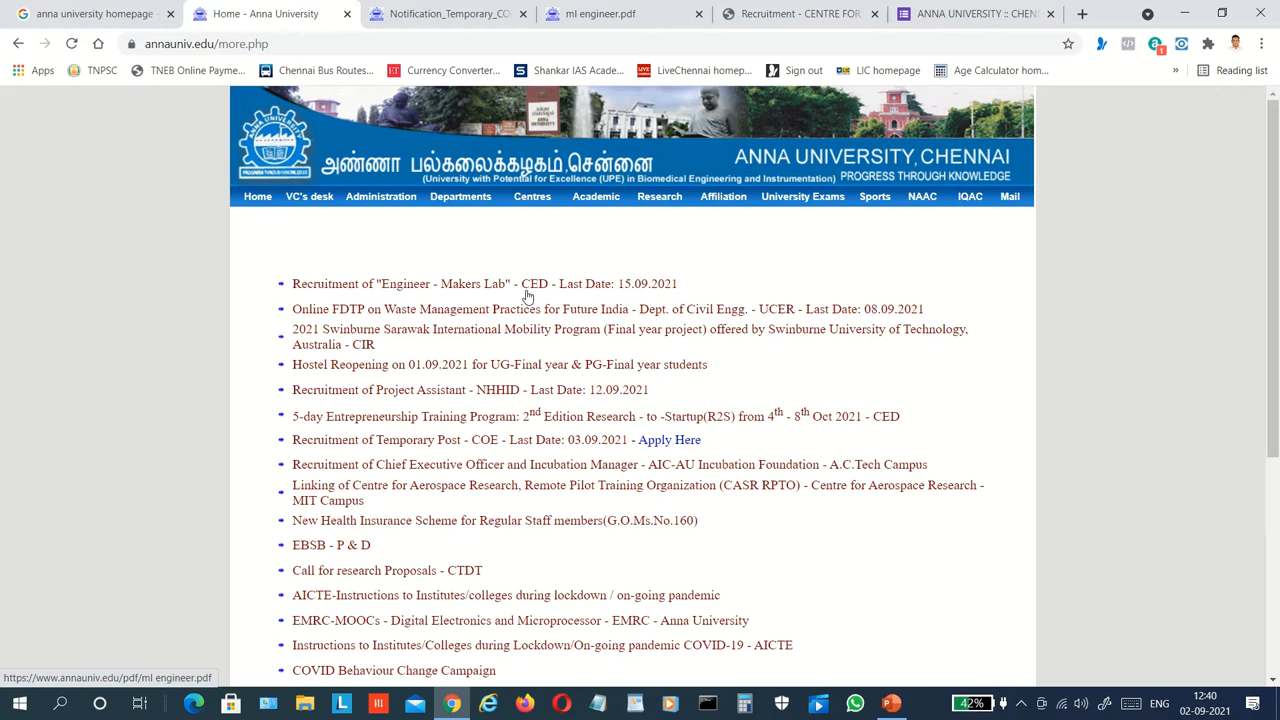 anna university homepage - 
Home - Anna University
Notification_Temporary_CO
ml engineer.pdf
Recruitment - CENTRE FOR
ANNA UNIVERSITY :: CHEN
annauniv.edu/more.php
Apps
TNPSC
TNEB Online Payme...
Chennai Bus Routes...
Currency Converter...
Shankar IAS Acade...
LiveChennai homep...
Sign out
LIC homepage
Age Calculator hom...
»
Reading list
அண்ணா பல்கலைக்கழகம்,சென்னை
ANNA UNIVERSITY,CHENNAI
(University with Potential for Excellence (UPE) in Biomedical Engineering and Instrumentation)
PROGRESS THROUGH KNOWLEDGE
Home VC's desk Administration Departments Centres Academic Research Affiliation University Exams Sports NAAC IQAC Mail
Recruitment of "Engineer - Makers Lab" - CED - Last Date: 15.09.2021
Online FDTP on Waste Management Practices for Future India - Dept. of Civil Engg. - UCER - Last Date: 08.09.2021
2021 Swinburne Sarawak International Mobility Program (Final year project) offered by Swinburne University of Technology,
Australia - CIR
Hostel Reopening on 01.09.2021 for UG-Final year & PG-Final year students
Recruitment of Project Assistant - NHHID - Last Date: 12.09.2021
5-day Entrepreneurship Training Program: 2nd Edition Research - to -Startup(R2S) from 4th - 8th Oct 2021 - CED
Recruitment of Temporary Post - COE - Last Date: 03.09.2021 - Apply Here
Recruitment of Chief Executive Officer and Incubation Manager - AIC-AU Incubation Foundation - A.C.Tech Campus
Linking of Centre for Aerospace Research, Remote Pilot Training Organization (CASR RPTO) - Centre for Aerospace Research -
MIT Campus
New Health Insurance Scheme for Regular Staff members(G.O.Ms.No.160)
EBSB - P & D
Call for research Proposals - CTDT
AICTE-Instructions to Institutes/colleges during lockdown / on-going pandemic
EMRC-MOOCs - Digital Electronics and Microprocessor - EMRC - Anna University
Instructions to Institutes/Colleges during Lockdown/On-going pandemic COVID-19 - AICTE
COVID Behaviour Change Campaign
https://www.annauniv.edu/pdf/ml engineer.pdf
42%
ENG
12:40
02-09-2021